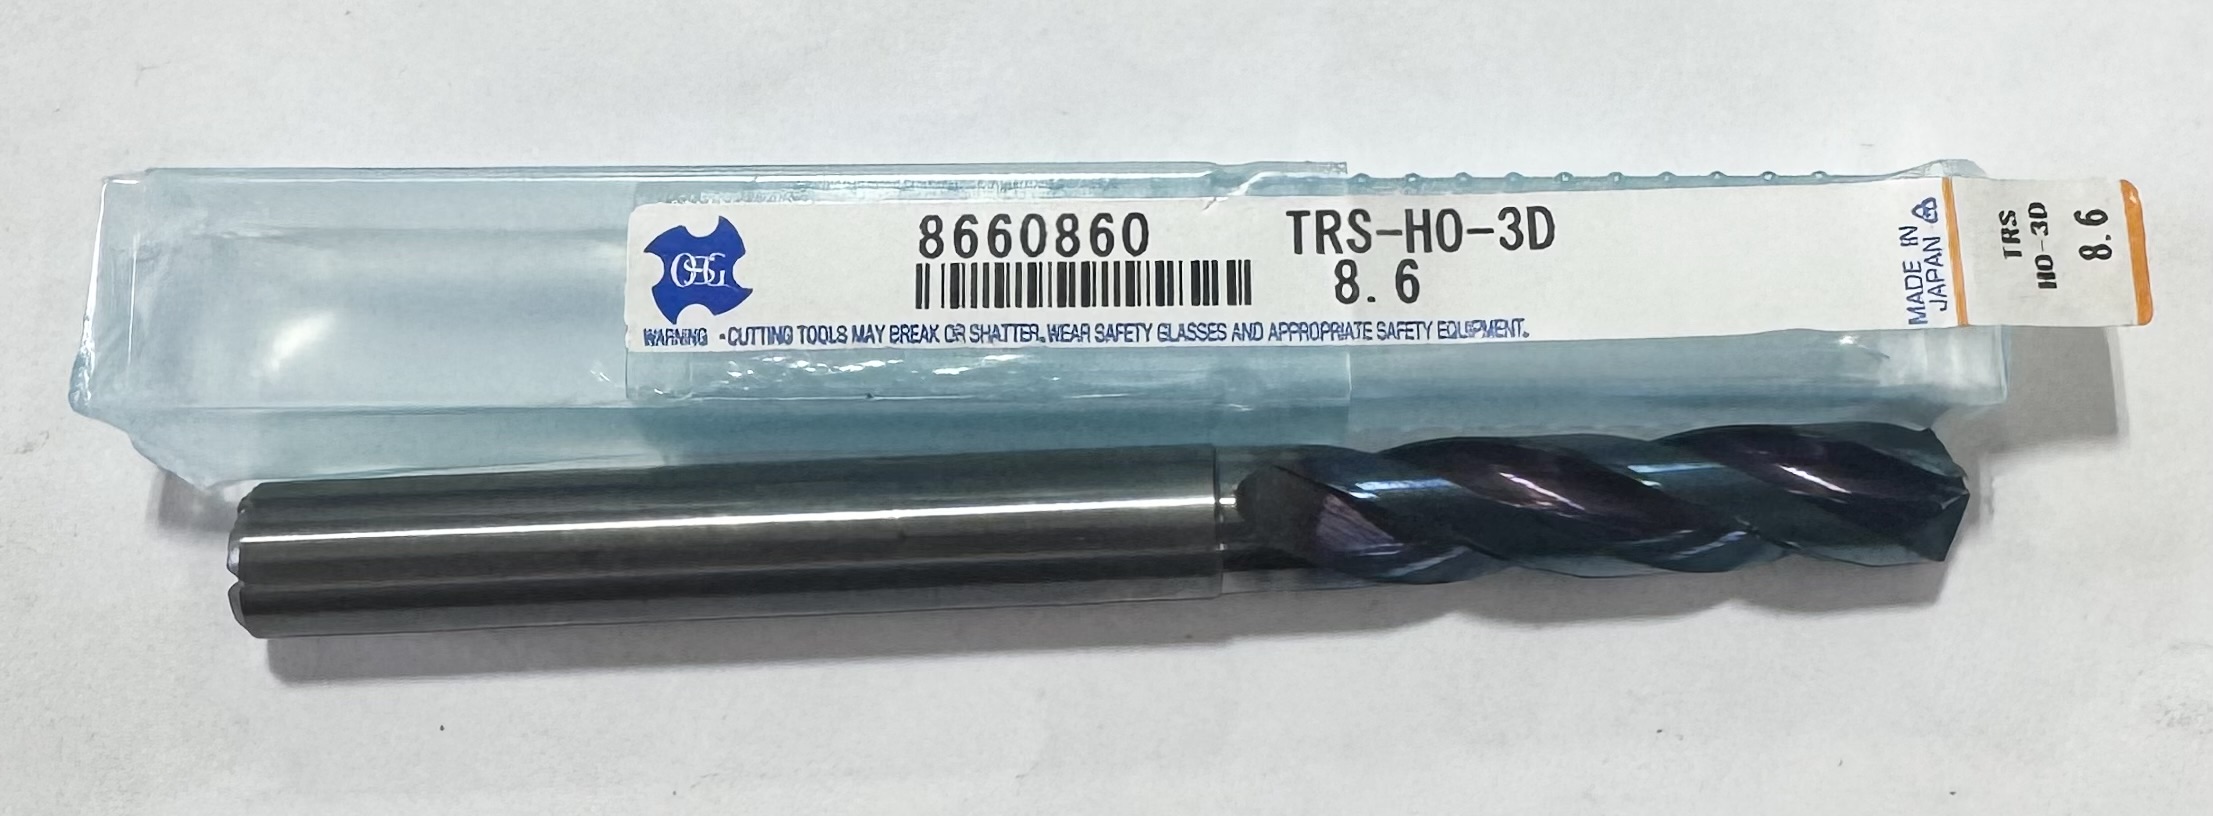 OSG
8660860 TRS-HO-3D
8.6
WARNING -CUTTING TOOLS MAY BREAK OR SHATTER. WEAR SAFETY GLASSES AND APPROPRIATE SAFETY EQUIPMENT.
MADE IN
JAPAN
TRS
HO-3D
8.6